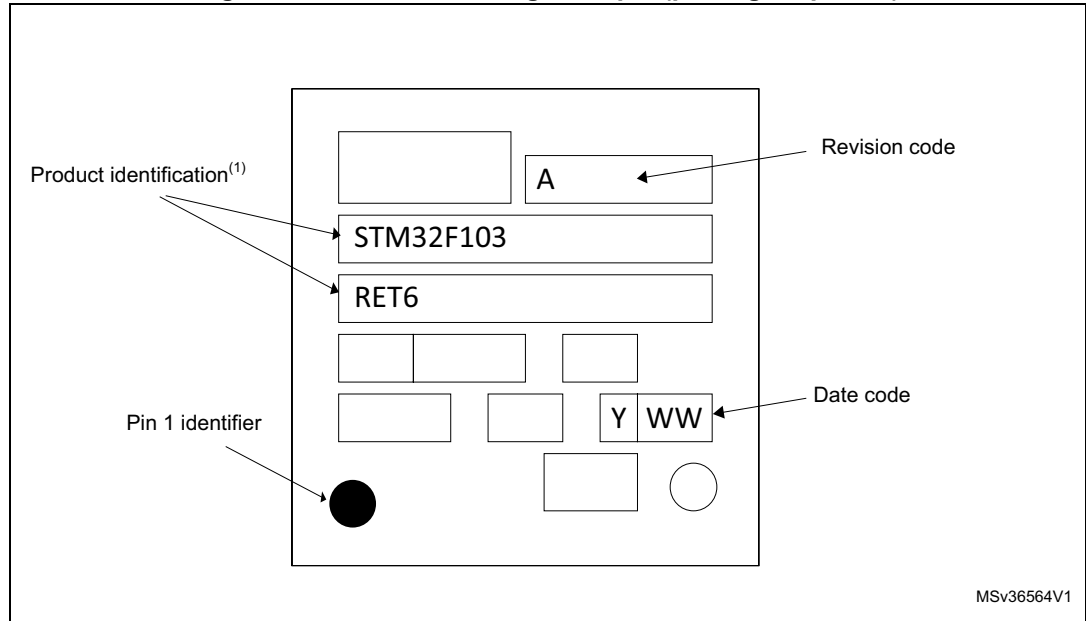 Revision code
A
Product identification(1)
STM32F103
RET6
Date code
Y WW
Pin 1 identifier
MSv36564V1